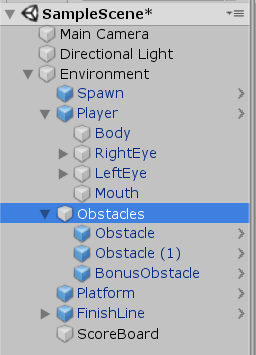 SampleScene*
Main Camera
Directional Light
Environment
Spawn
Player
Body
RightEye
LeftEye
Mouth
Obstacles
Obstacle
Obstacle (1)
BonusObstacle
Platform
FinishLine
ScoreBoard